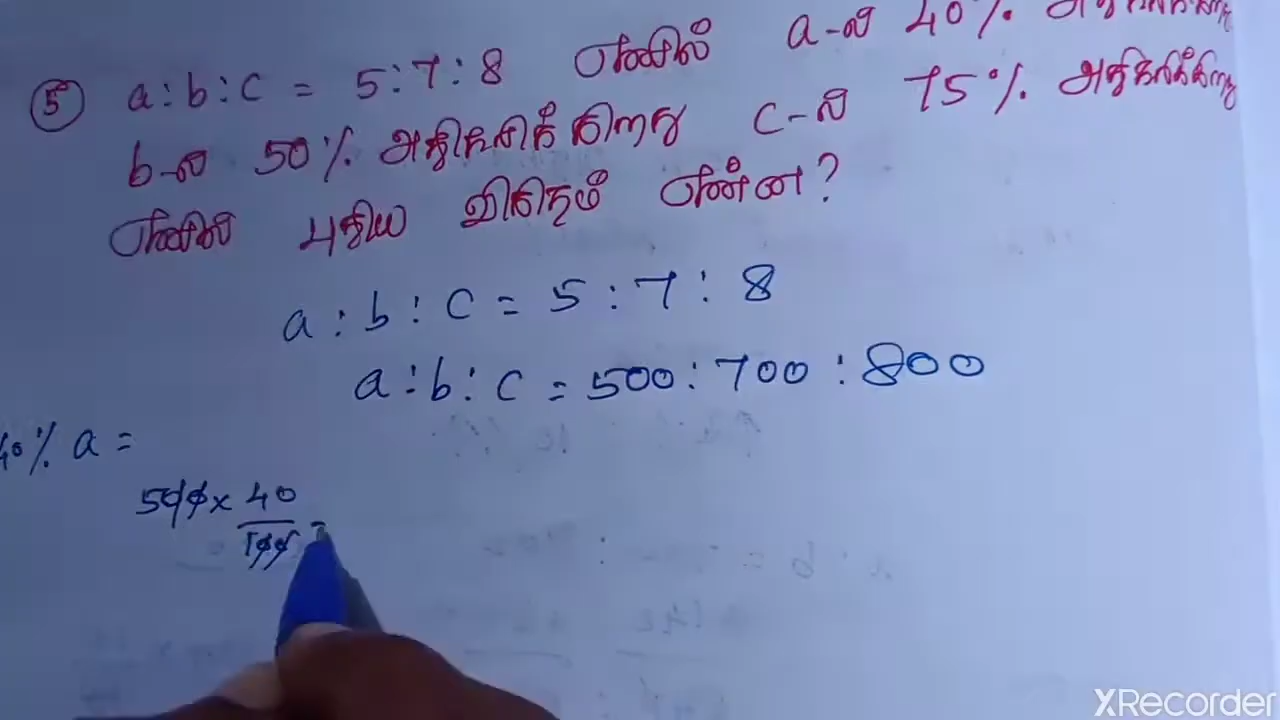 5 a:b:c = 5:7:8 எனில் a-ல் 40% அதிகரிக்கிறது
b-ல் 50% அதிகரிக்கிறது c-ல் 75% அதிகரிக்கிறது
எனில் புதிய விகிதம் என்ன?
a : b : c = 5 : 7 : 8
a : b : c = 500 : 700 : 800
40% a =
500 x 40
100 =
XRecorder